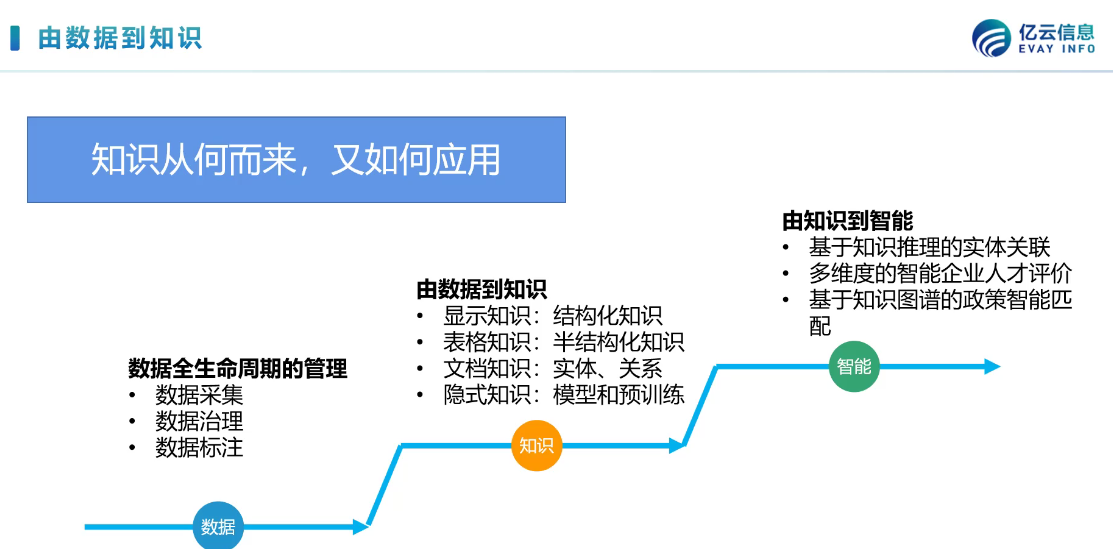 由数据到知识
亿云信息
EVAY INFO
知识从何而来，又如何应用
由知识到智能
• 基于知识推理的实体关联
• 多维度的智能企业人才评价
• 基于知识图谱的政策智能匹
配
由数据到知识
• 显示知识：结构化知识
• 表格知识：半结构化知识
• 文档知识：实体、关系
• 隐式知识：模型和预训练
数据全生命周期的管理
• 数据采集
• 数据治理
• 数据标注
智能
知识
数据